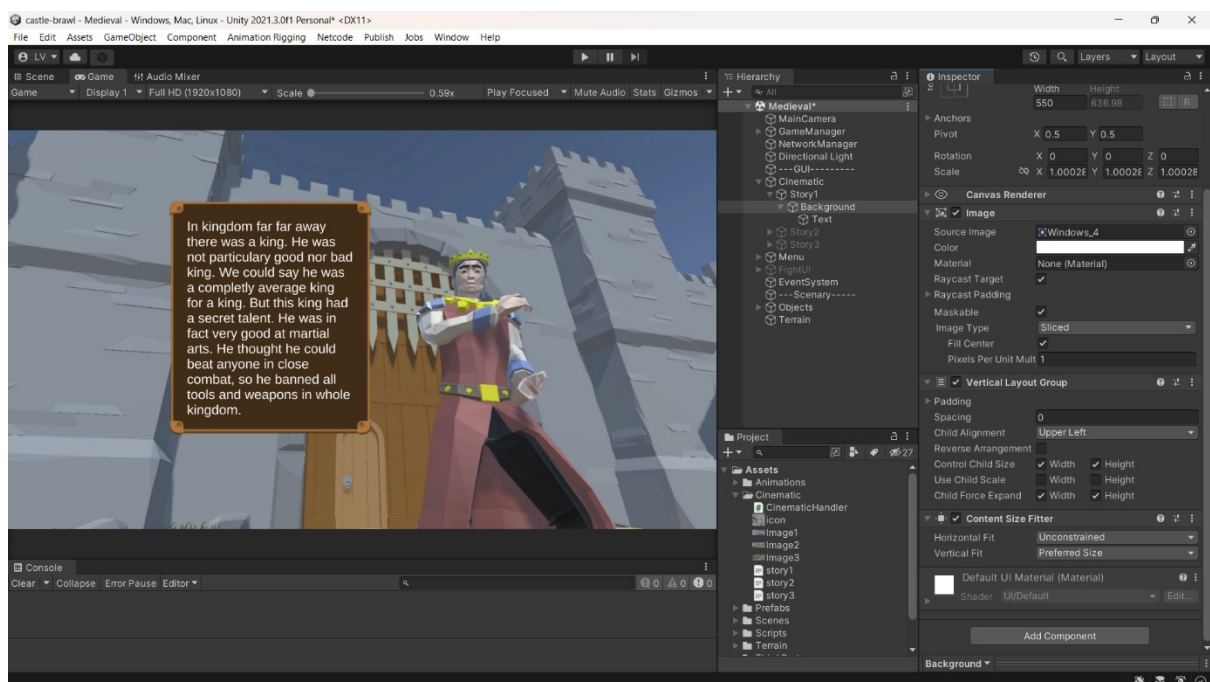 castle-brawl - Medieval - Windows, Mac, Linux - Unity 2021.3.0f1 Personal* <DX11>
File Edit Assets GameObject Component Animation Rigging Netcode Publish Jobs Window Help
LV Layers Layout
Scene Game Audio Mixer
Game Display 1 Full HD (1920x1080) Scale 0.59x Play Focused Mute Audio Stats Gizmos
In kingdom far far away
there was a king. He was
not particulary good nor bad
king. We could say he was
a completly average king
for a king. But this king had
a secret talent. He was in
fact very good at martial
arts. He thought he could
beat anyone in close
combat, so he banned all
tools and weapons in whole
kingdom.
Console
Clear Collapse Error Pause Editor 0 0 0
Hierarchy
All
Medieval*
MainCamera
GameManager
NetworkManager
Directional Light
---GUI---------
Cinematic
Story1
Background
Text
Story2
Story3
Menu
FightUI
EventSystem
---Scenary-----
Objects
Terrain
Project
27
Assets
Animations
Cinematic
CinematicHandler
icon
Image1
Image2
Image3
story1
story2
story3
Prefabs
Scenes
Scripts
Terrain
Inspector
Width Height
550 636.98 R
Anchors
Pivot X 0.5 Y 0.5
Rotation X 0 Y 0 Z 0
Scale X 1.00028 Y 1.00028 Z 1.00028
Canvas Renderer
Image
Source Image Windows_4
Color
Material None (Material)
Raycast Target
Raycast Padding
Maskable
Image Type Sliced
Fill Center
Pixels Per Unit Mult 1
Vertical Layout Group
Padding
Spacing 0
Child Alignment Upper Left
Reverse Arrangement
Control Child Size Width Height
Use Child Scale Width Height
Child Force Expand Width Height
Content Size Fitter
Horizontal Fit Unconstrained
Vertical Fit Preferred Size
Default UI Material (Material)
Shader UI/Default Edit...
Add Component
Background